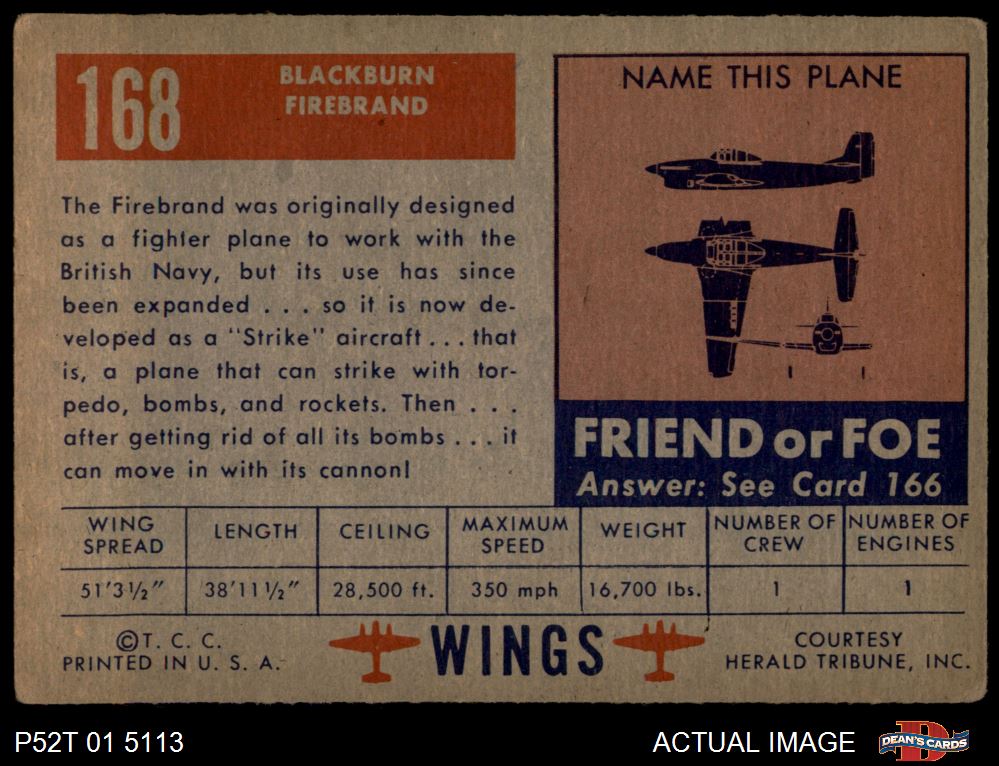 168
BLACKBURN
FIREBRAND
The Firebrand was originally designed
as a fighter plane to work with the
British Navy, but its use has since
been expanded . . . so it is now de-
veloped as a "Strike" aircraft . . . that
is, a plane that can strike with tor-
pedo, bombs, and rockets. Then . . .
after getting rid of all its bombs . . . it
can move in with its cannon!
NAME THIS PLANE
FRIEND or FOE
Answer: See Card 166
WING SPREAD LENGTH CEILING MAXIMUM SPEED WEIGHT NUMBER OF CREW NUMBER OF ENGINES
51'3½" 38'11½" 28,500 ft. 350 mph 16,700 lbs. 1 1
©T. C. C.
PRINTED IN U. S. A.
WINGS
COURTESY
HERALD TRIBUNE, INC.
P52T 01 5113
ACTUAL IMAGE
D
DEAN'S CARDS